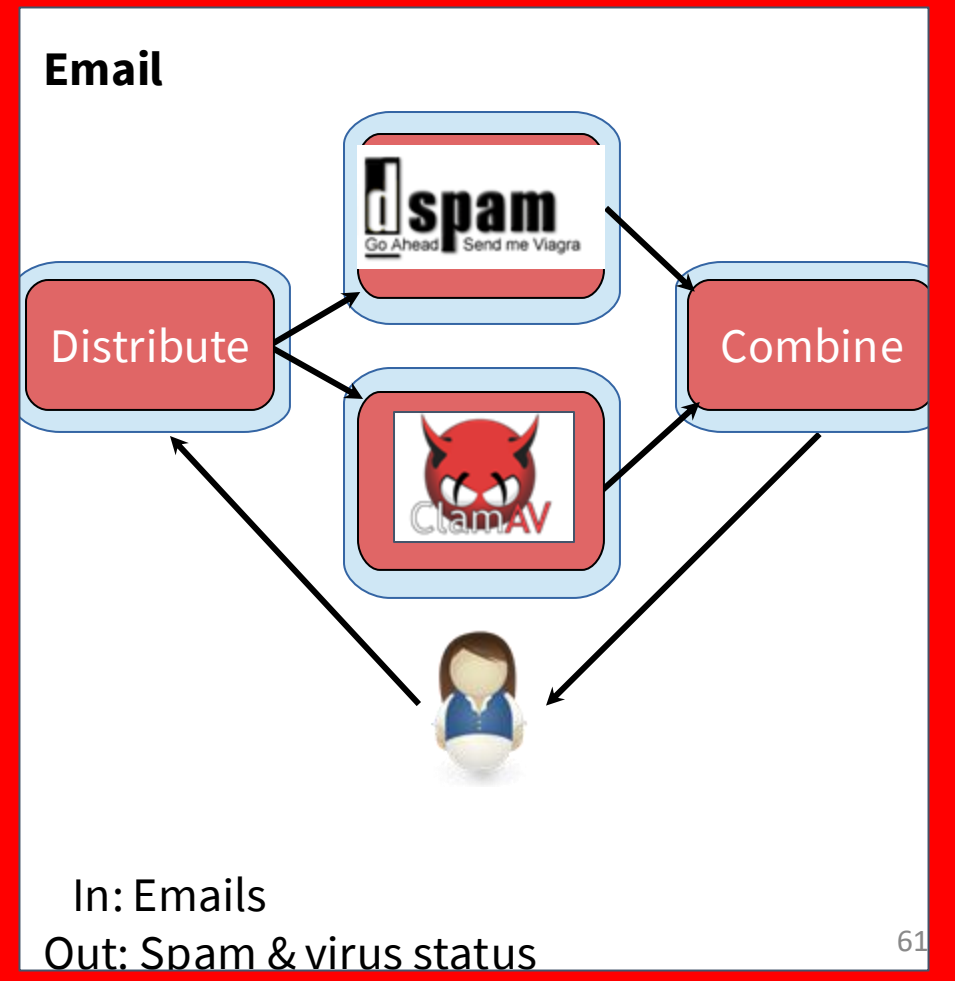 Email
dspam
Go Ahead Send me Viagra
Distribute
Combine
ClamAV
In: Emails
Out: Spam & virus status
61